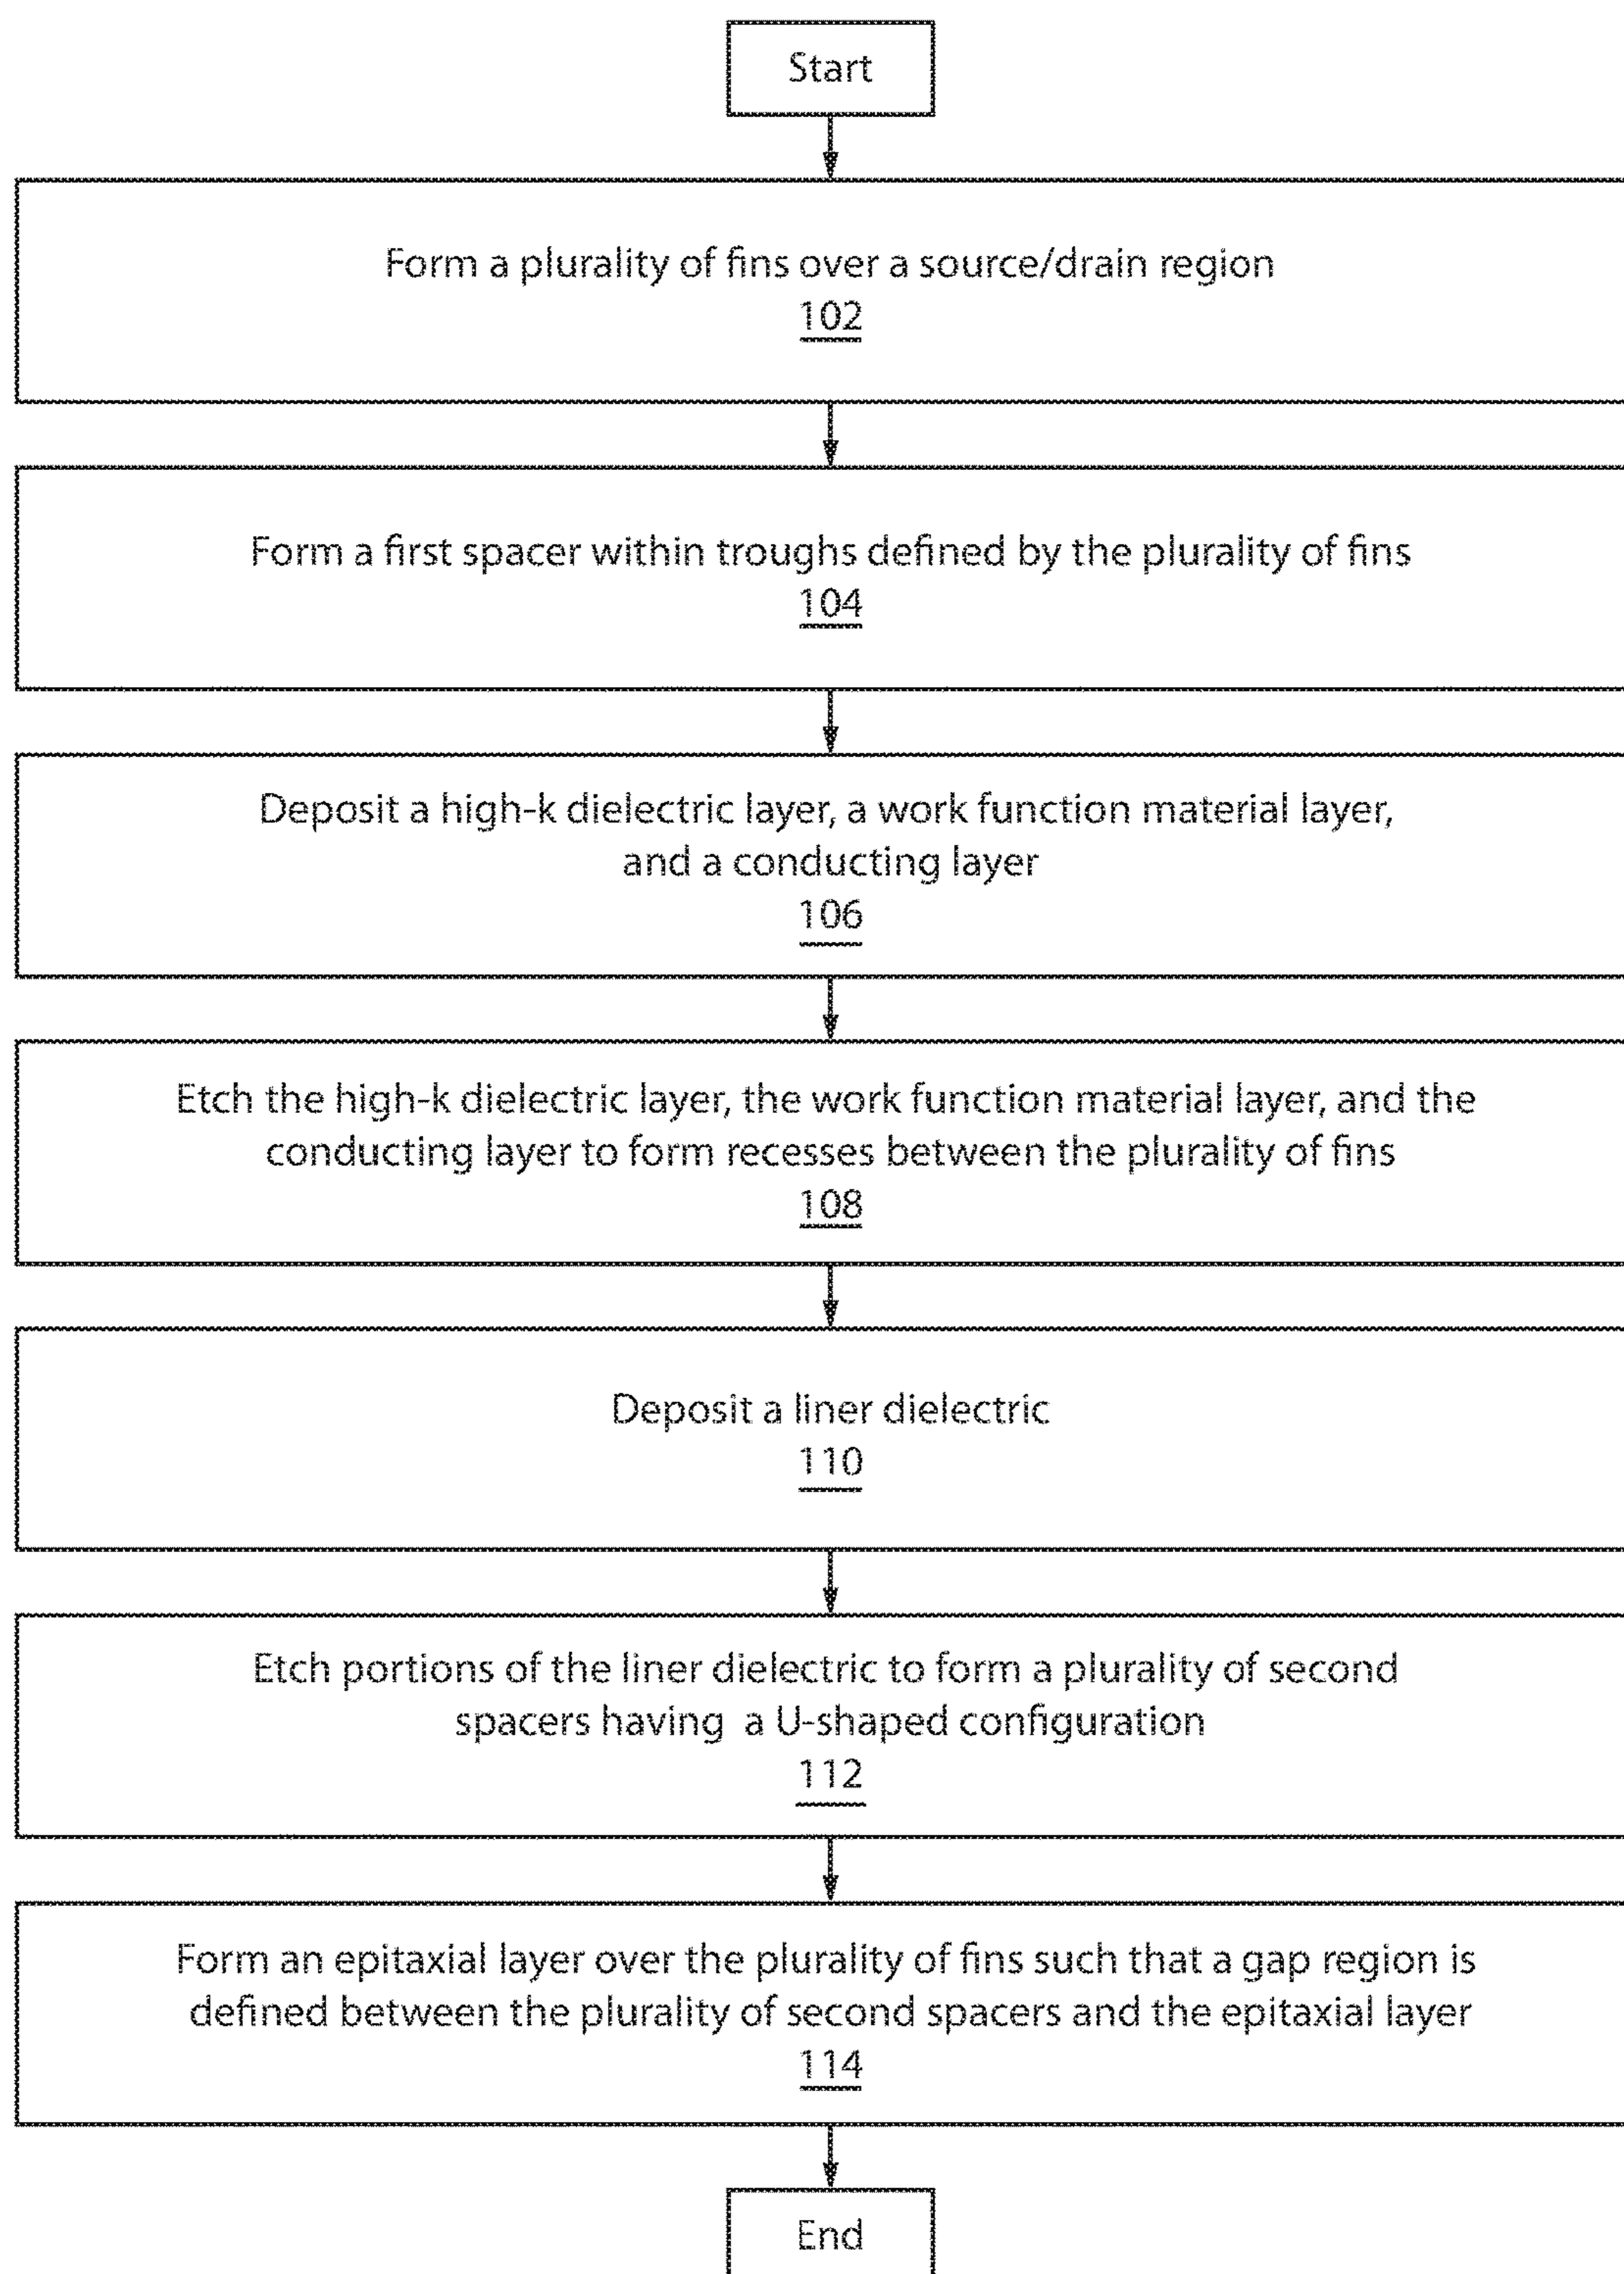 Start
Form a plurality of fins over a source/drain region
102
Form a first spacer within troughs defined by the plurality of fins
104
Deposit a high-k dielectric layer, a work function material layer,
and a conducting layer
106
Etch the high-k dielectric layer, the work function material layer, and the
conducting layer to form recesses between the plurality of fins
108
Deposit a liner dielectric
110
Etch portions of the liner dielectric to form a plurality of second
spacers having a U-shaped configuration
112
Form an epitaxial layer over the plurality of fins such that a gap region is
defined between the plurality of second spacers and the epitaxial layer
114
End